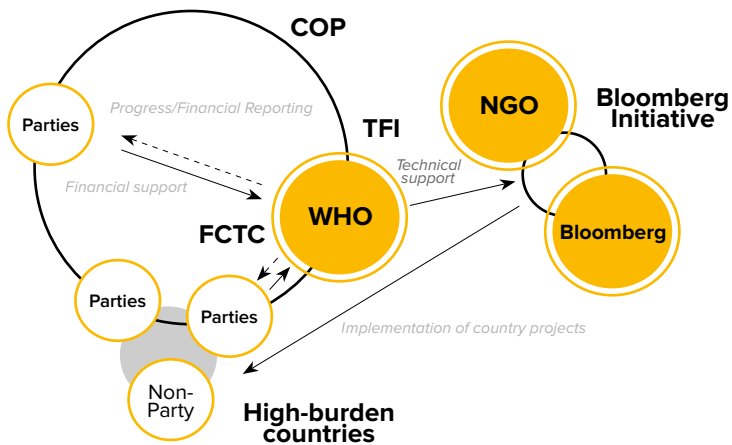 COP
NGO
Bloomberg
Initiative
Progress/Financial Reporting
Parties
TFI
Technical
support
Financial support
WHO
FCTC
Bloomberg
Parties
Parties
Implementation of country projects
Non-
Party
High-burden
countries